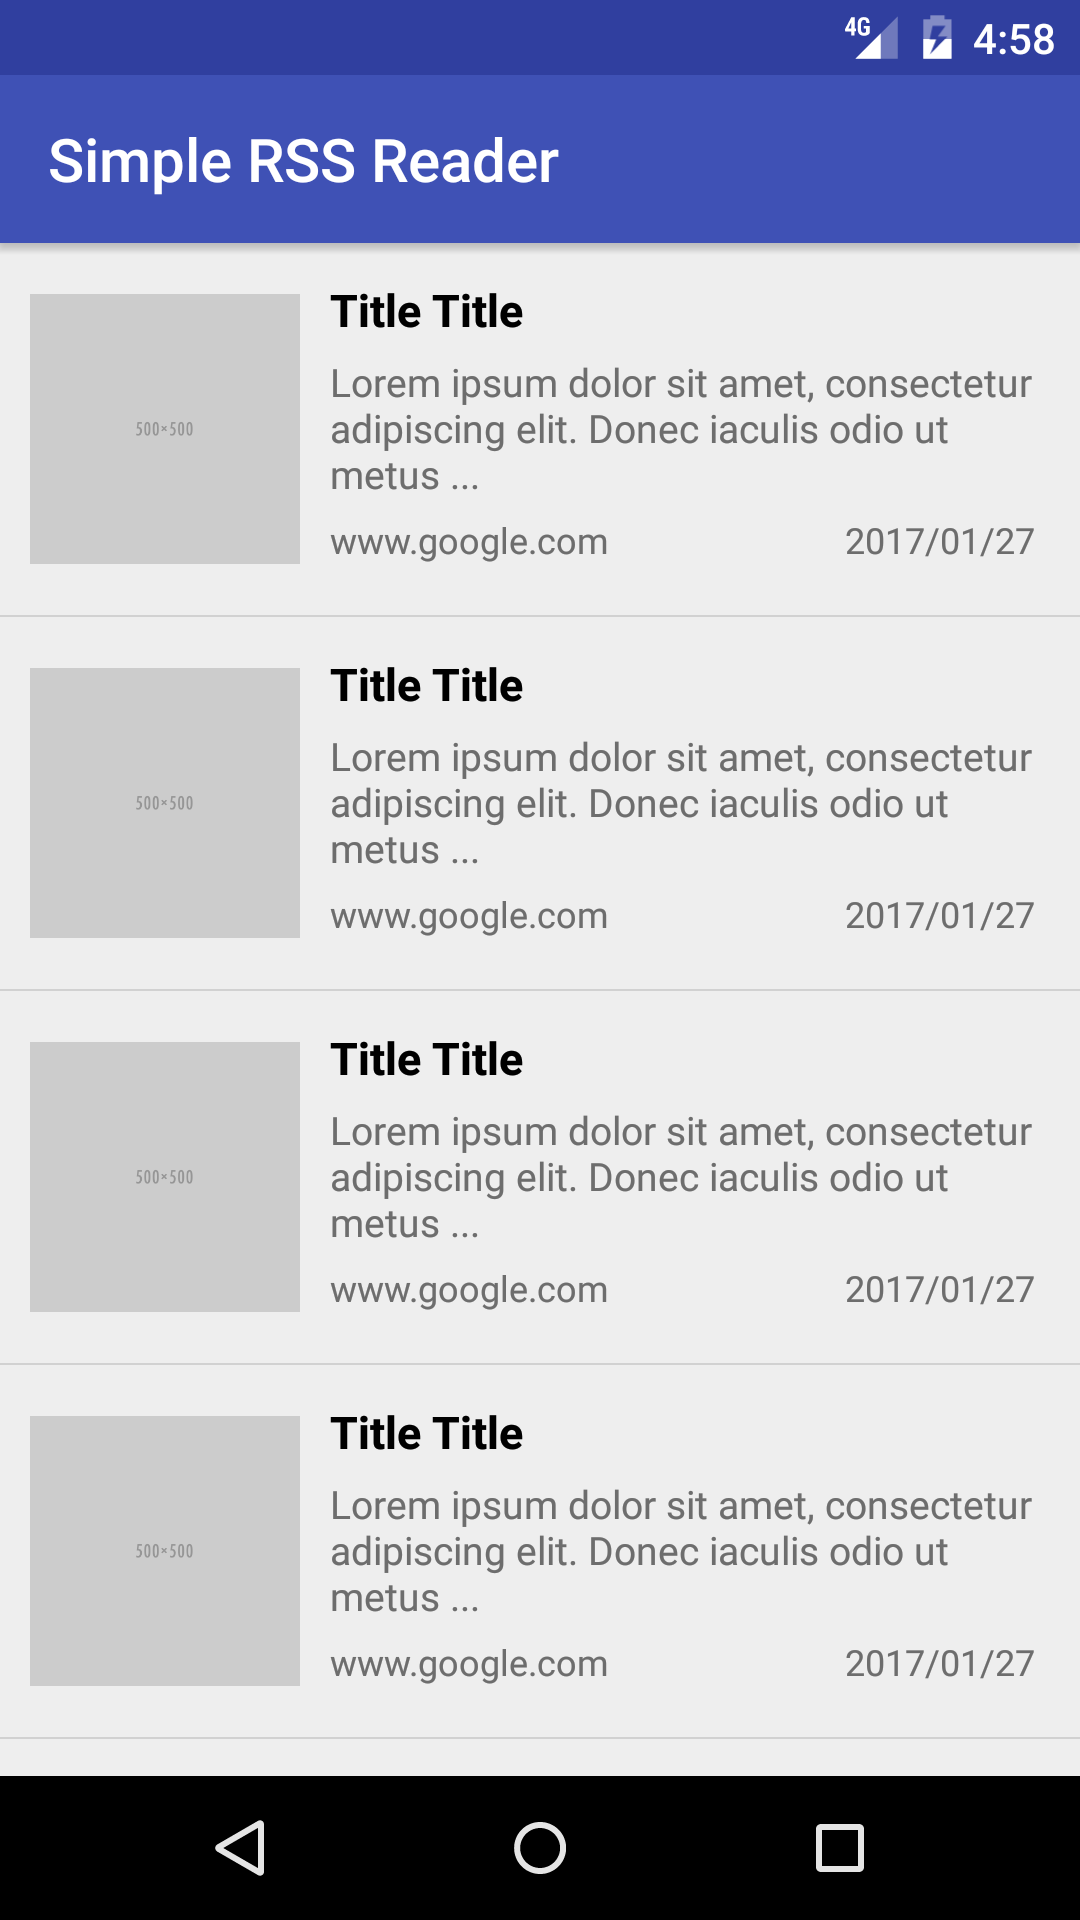 4G 4:58
Simple RSS Reader
Title Title
500×500
Lorem ipsum dolor sit amet, consectetur
adipiscing elit. Donec iaculis odio ut
metus ...
www.google.com 2017/01/27
Title Title
500×500
Lorem ipsum dolor sit amet, consectetur
adipiscing elit. Donec iaculis odio ut
metus ...
www.google.com 2017/01/27
Title Title
500×500
Lorem ipsum dolor sit amet, consectetur
adipiscing elit. Donec iaculis odio ut
metus ...
www.google.com 2017/01/27
Title Title
500×500
Lorem ipsum dolor sit amet, consectetur
adipiscing elit. Donec iaculis odio ut
metus ...
www.google.com 2017/01/27